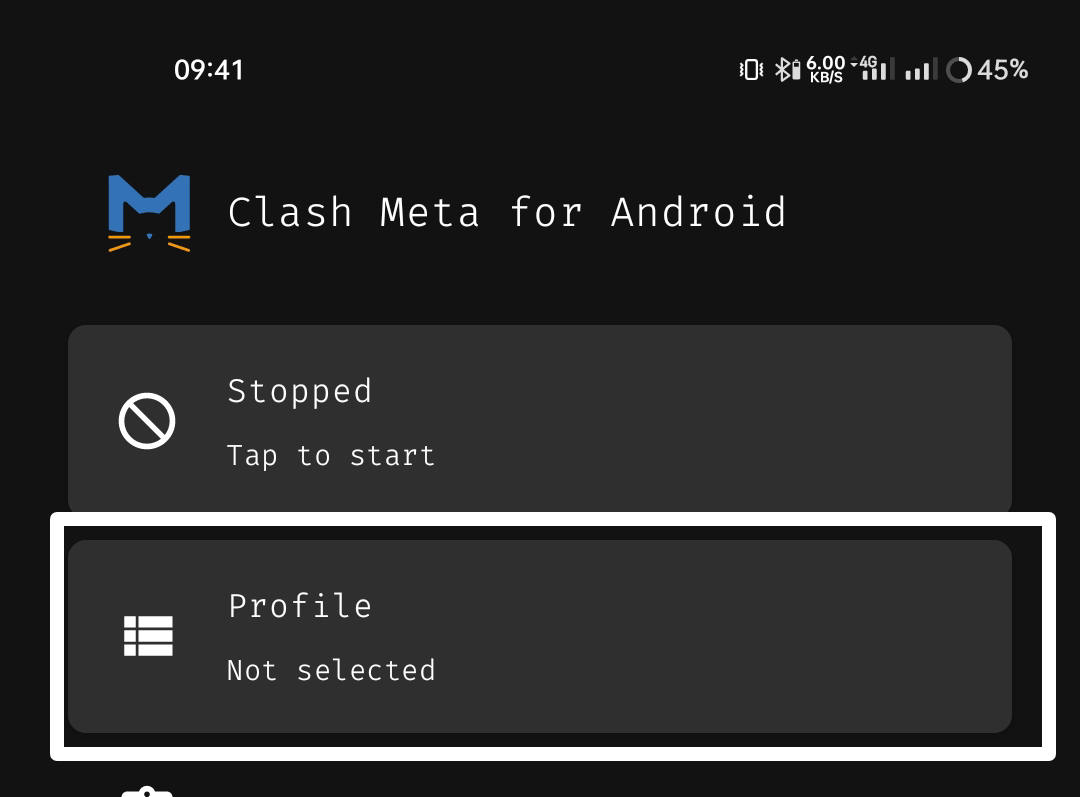 09:41 6.00 KB/S 4G 45%
Clash Meta for Android
Stopped
Tap to start
Profile
Not selected